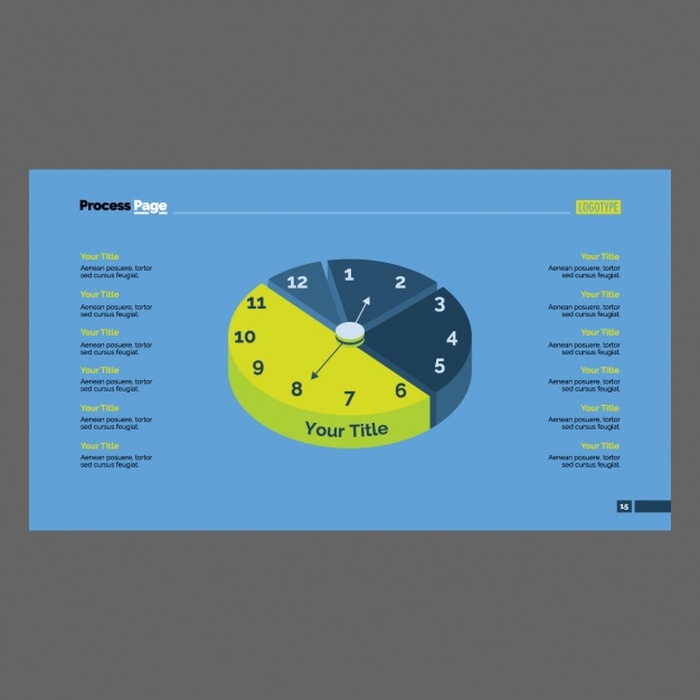 Process Page
LOGOTYPE
Your Title
Aenean posuere, tortor
sed cursus feugiat.
Your Title
Aenean posuere, tortor
sed cursus feugiat.
Your Title
Aenean posuere, tortor
sed cursus feugiat.
Your Title
Aenean posuere, tortor
sed cursus feugiat.
Your Title
Aenean posuere, tortor
sed cursus feugiat.
Your Title
Aenean posuere, tortor
sed cursus feugiat.
12
1
2
3
4
5
6
7
8
9
10
11
Your Title
Your Title
Aenean posuere, tortor
sed cursus feugiat.
Your Title
Aenean posuere, tortor
sed cursus feugiat.
Your Title
Aenean posuere, tortor
sed cursus feugiat.
Your Title
Aenean posuere, tortor
sed cursus feugiat.
Your Title
Aenean posuere, tortor
sed cursus feugiat.
Your Title
Aenean posuere, tortor
sed cursus feugiat.
15